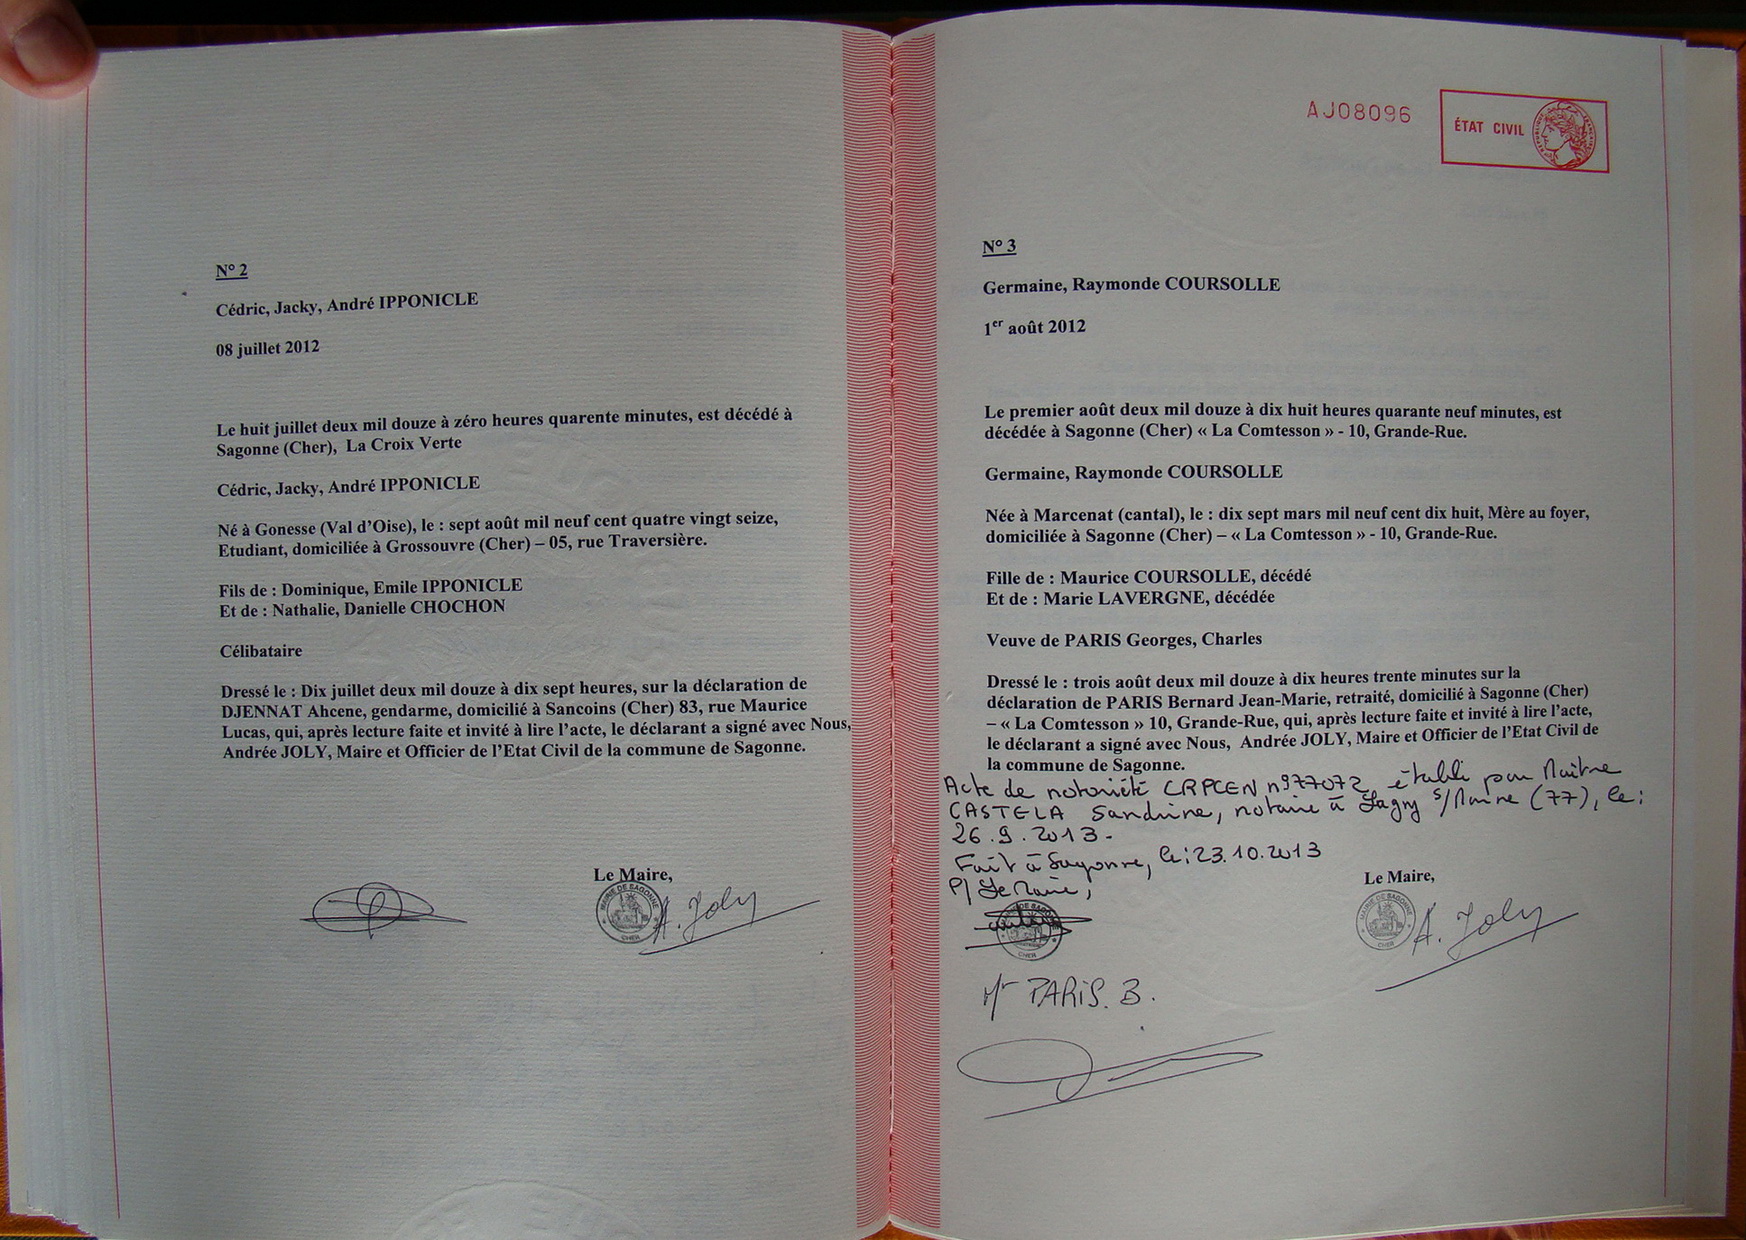 N° 2
Cédric, Jacky, André IPPONICLE
08 juillet 2012
Le huit juillet deux mil douze à zéro heures quarente minutes, est décédé à
Sagonne (Cher), La Croix Verte
Cédric, Jacky, André IPPONICLE
Né à Gonesse (Val d’Oise), le : sept août mil neuf cent quatre vingt seize,
Etudiant, domiciliée à Grossouvre (Cher) – 05, rue Traversière.
Fils de : Dominique, Emile IPPONICLE
Et de : Nathalie, Danielle CHOCHON
Célibataire
Dressé le : Dix juillet deux mil douze à dix sept heures, sur la déclaration de
DJENNAT Ahcene, gendarme, domicilié à Sancoins (Cher) 83, rue Maurice
Lucas, qui, après lecture faite et invité à lire l’acte, le déclarant a signé avec Nous,
Andrée JOLY, Maire et Officier de l’Etat Civil de la commune de Sagonne.
Le Maire,
MAIRIE DE SAGONNE
CHER
A. Joly
AJ08096
ÉTAT CIVIL
N° 3
Germaine, Raymonde COURSOLLE
1er août 2012
Le premier août deux mil douze à dix huit heures quarante neuf minutes, est
décédée à Sagonne (Cher) « La Comtesson » - 10, Grande-Rue.
Germaine, Raymonde COURSOLLE
Née à Marcenat (cantal), le : dix sept mars mil neuf cent dix huit, Mère au foyer,
domiciliée à Sagonne (Cher) – « La Comtesson » - 10, Grande-Rue.
Fille de : Maurice COURSOLLE, décédé
Et de : Marie LAVERGNE, décédée
Veuve de PARIS Georges, Charles
Dressé le : trois août deux mil douze à dix heures trente minutes sur la
déclaration de PARIS Bernard Jean-Marie, retraité, domicilié à Sagonne (Cher)
– « La Comtesson » 10, Grande-Rue, qui, après lecture faite et invité à lire l’acte,
le déclarant a signé avec Nous, Andrée JOLY, Maire et Officier de l’Etat Civil de
la commune de Sagonne.
Acte de notoriété CRPCEN n°77072 établi par Maître
CASTELA Sandrine, notaire à Lagny s/Marne (77), le :
26.9.2013-
Fait à Sagonne, le : 23.10.2013
P/ Le Maire,
Le Maire,
MAIRIE DE SAGONNE
CHER
A. Joly
Mr PARIS. B.